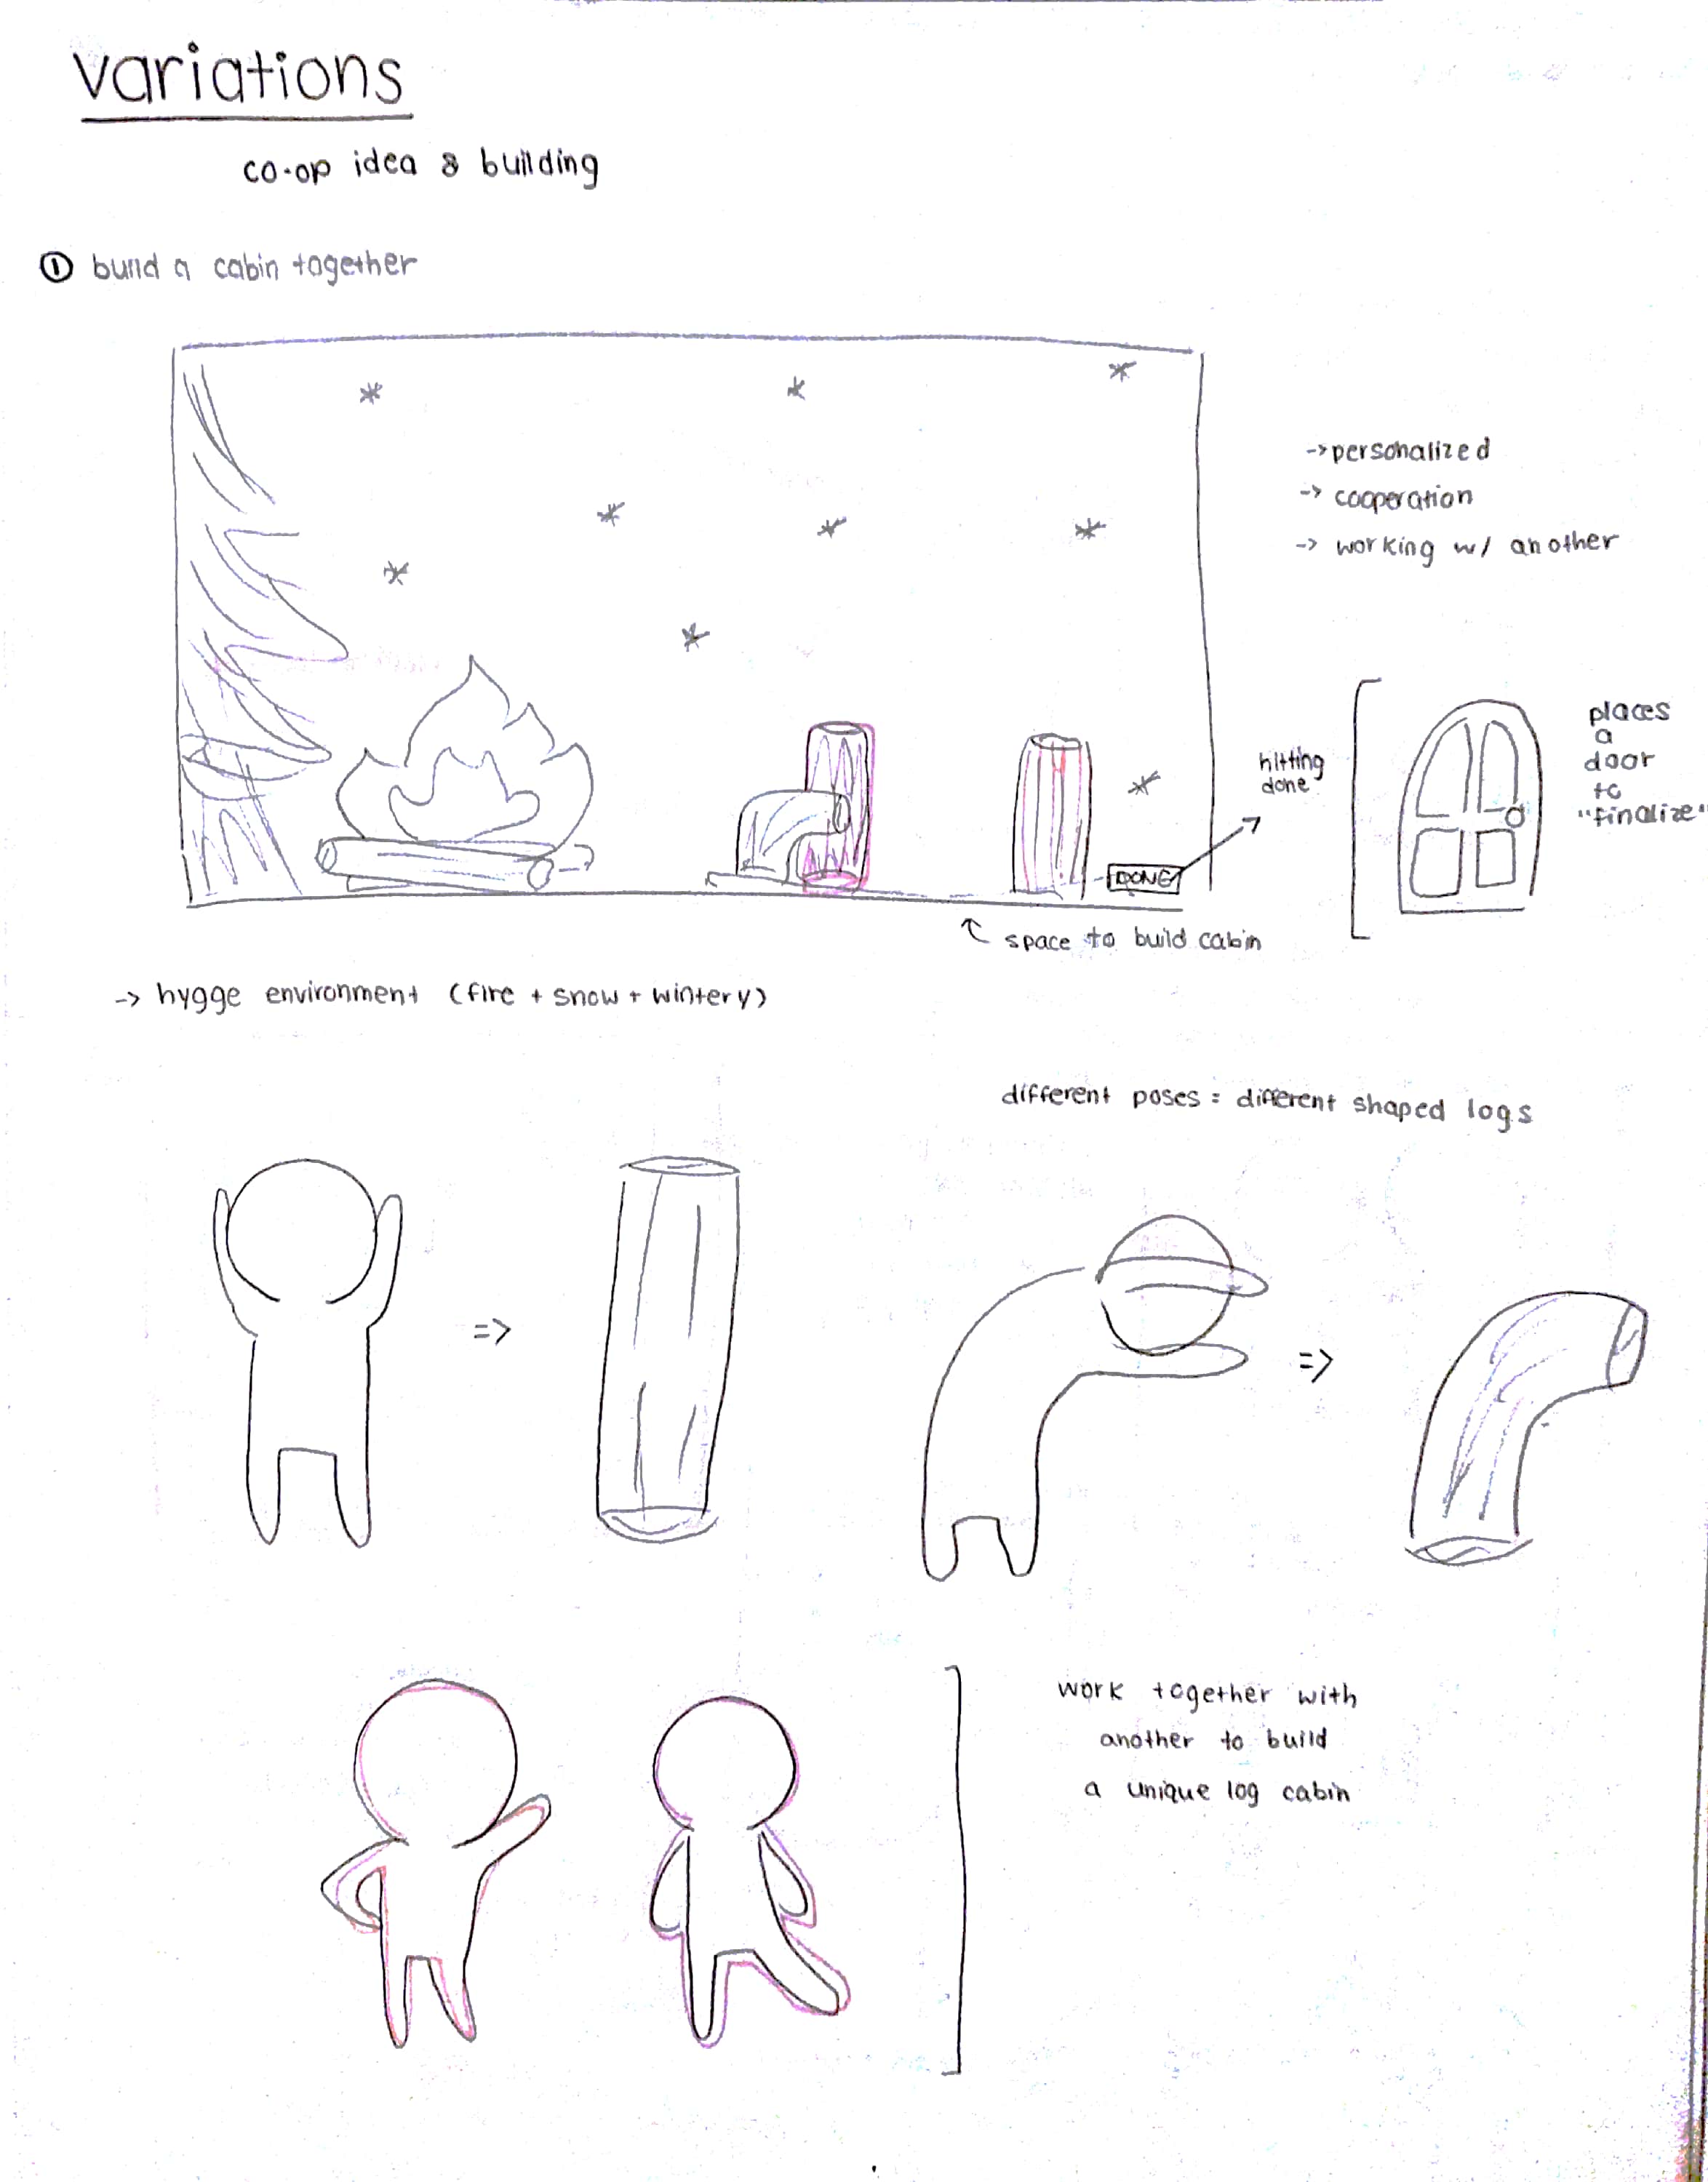 variations
co-op idea & building
① build a cabin together
-> personalized
-> cooperation
-> working w/ another
hitting
done
places
a
door
to
"finalize"
DONE
space to build cabin
-> hygge environment (fire + snow + wintery)
different poses = different shaped logs
=>
=>
work together with
another to build
a unique log cabin